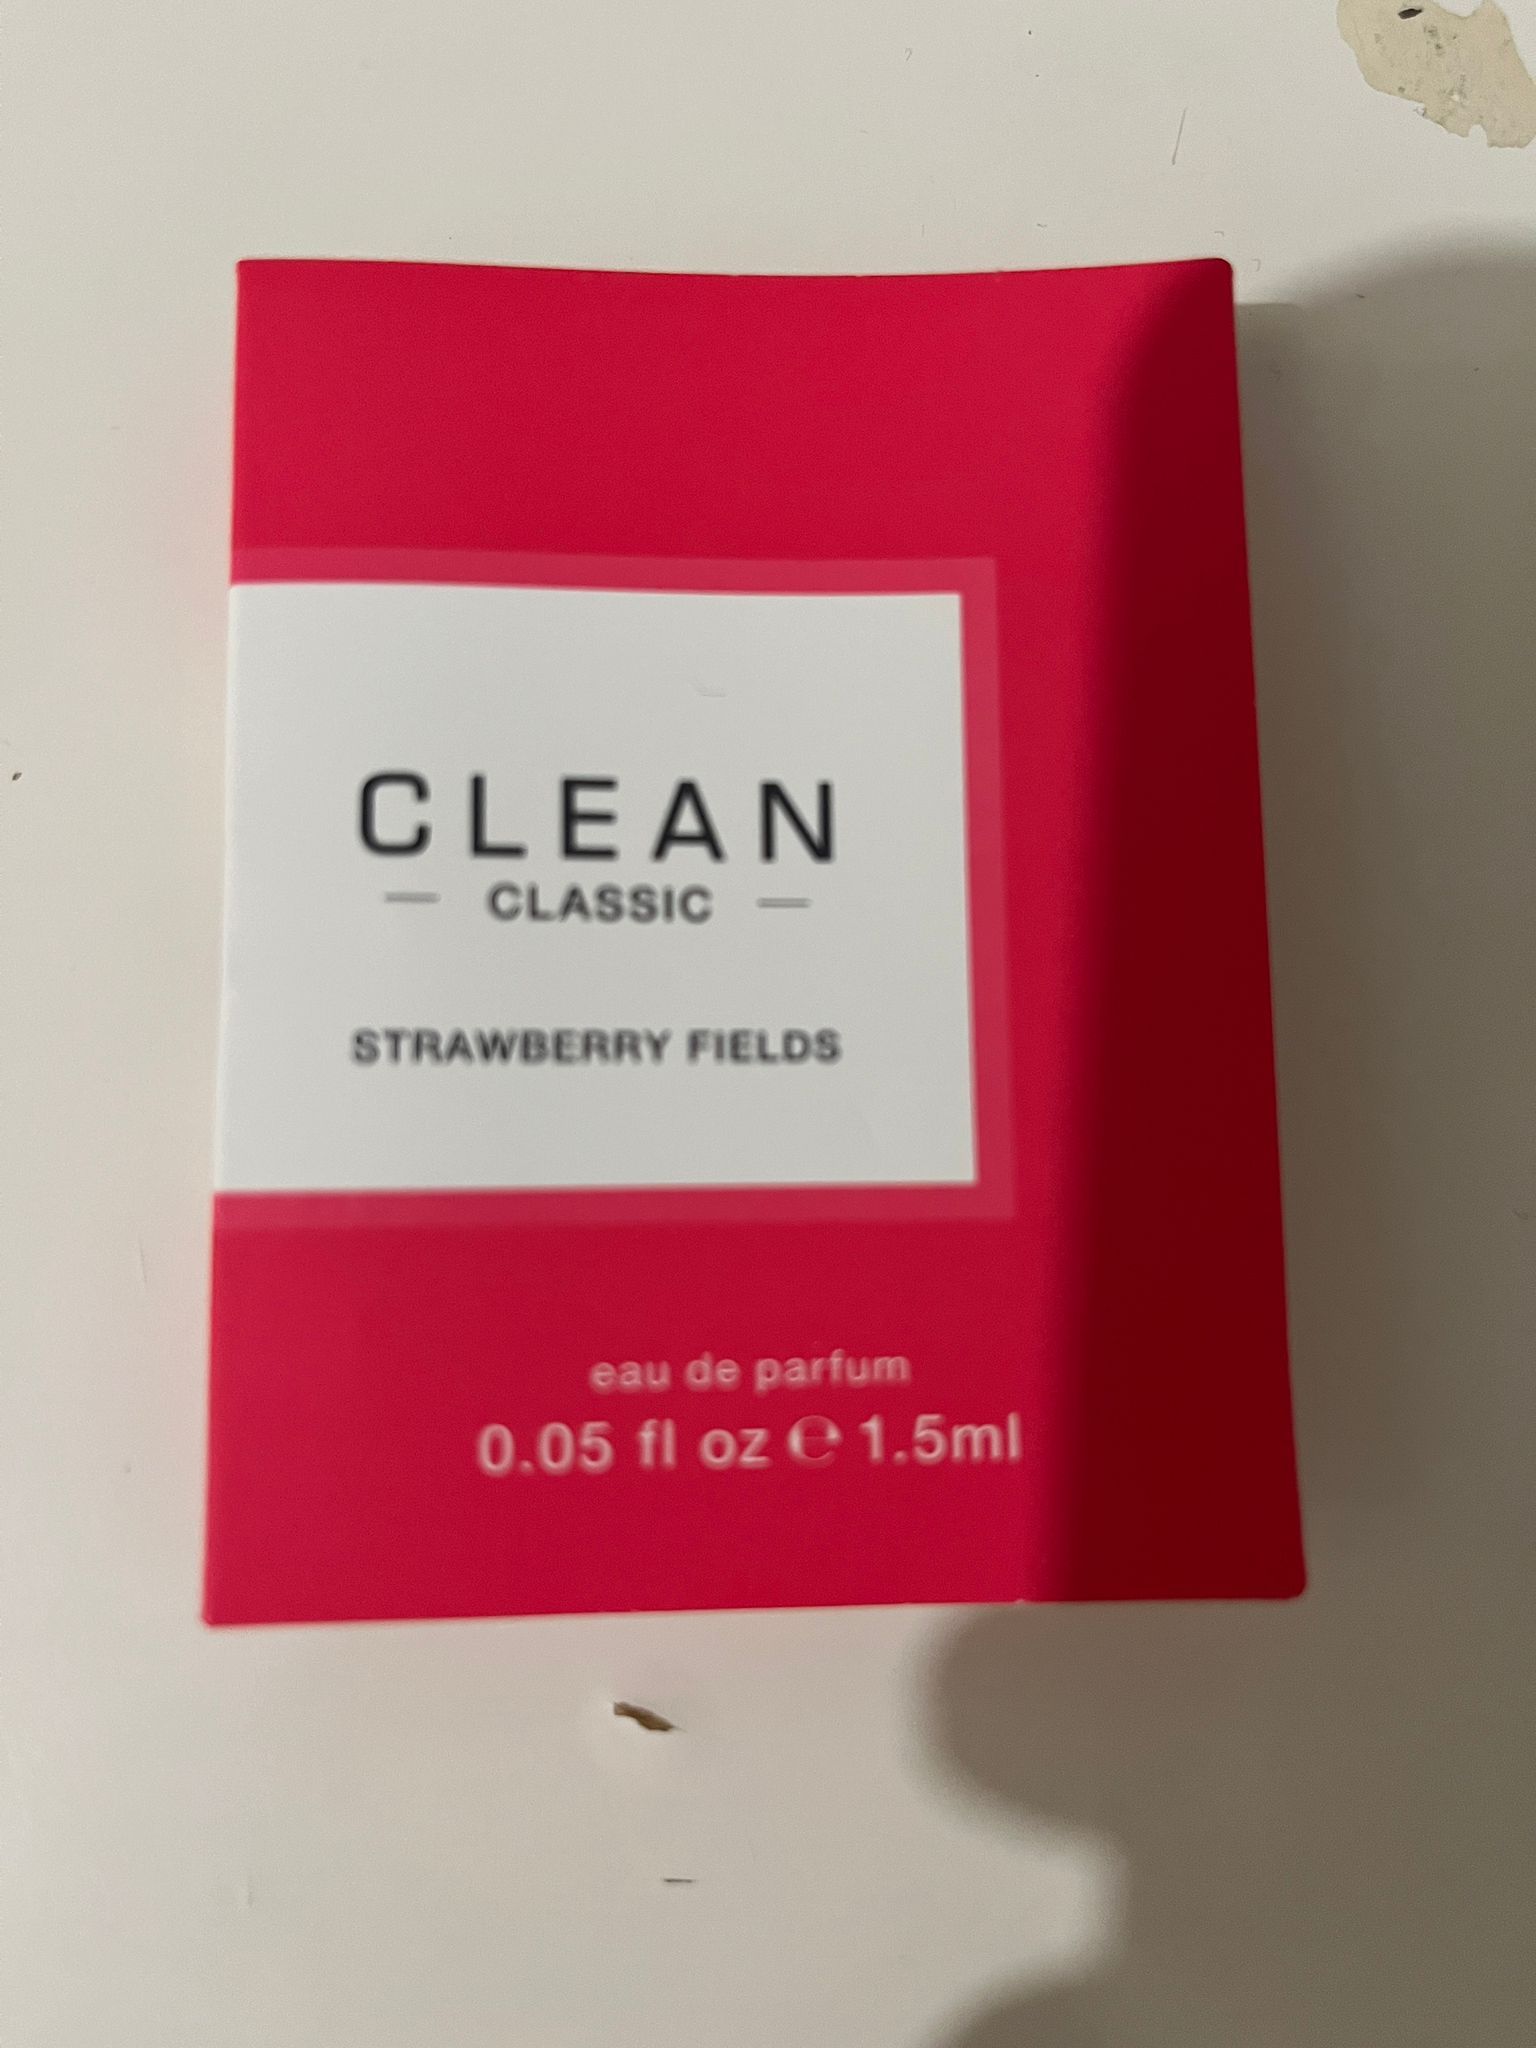 CLEAN
— CLASSIC —
STRAWBERRY FIELDS
eau de parfum
0.05 fl oz ℮ 1.5ml